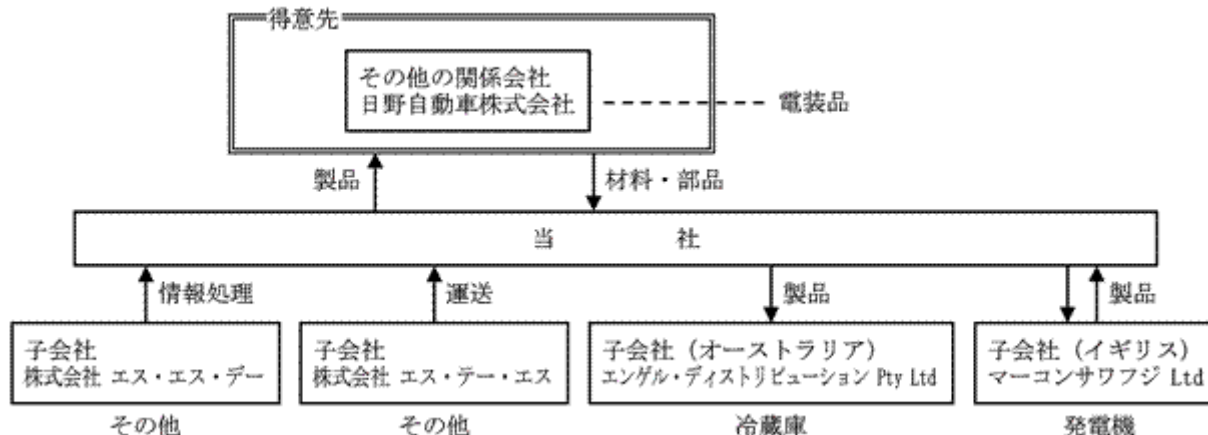 得意先
その他の関係会社
日野自動車株式会社
電装品
製品
材料・部品
当 社
情報処理
運送
製品
製品
子会社
株式会社 エス・エス・デー
子会社
株式会社 エス・テー・エス
子会社(オーストラリア)
エンゲル・ディストリビューション Pty Ltd
子会社(イギリス)
マーコンサワフジ Ltd
その他
その他
冷蔵庫
発電機